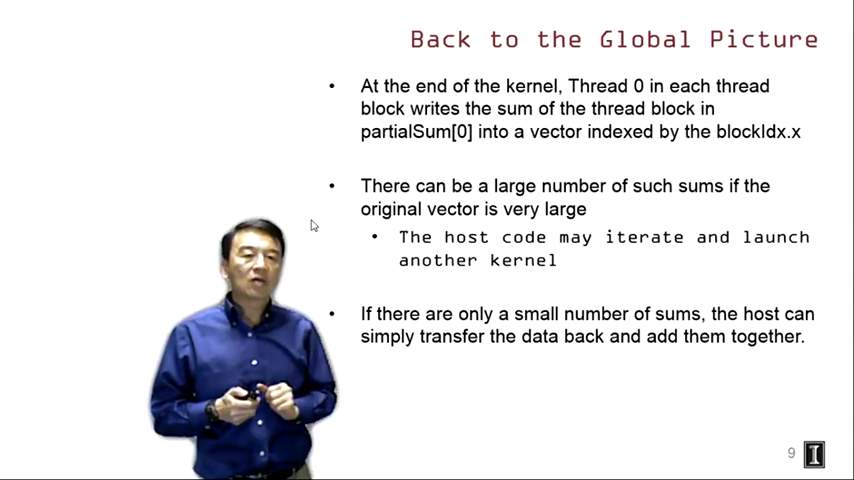 Back to the Global Picture
• At the end of the kernel, Thread 0 in each thread
block writes the sum of the thread block in
partialSum[0] into a vector indexed by the blockIdx.x
• There can be a large number of such sums if the
original vector is very large
• The host code may iterate and launch
another kernel
• If there are only a small number of sums, the host can
simply transfer the data back and add them together.
9 I